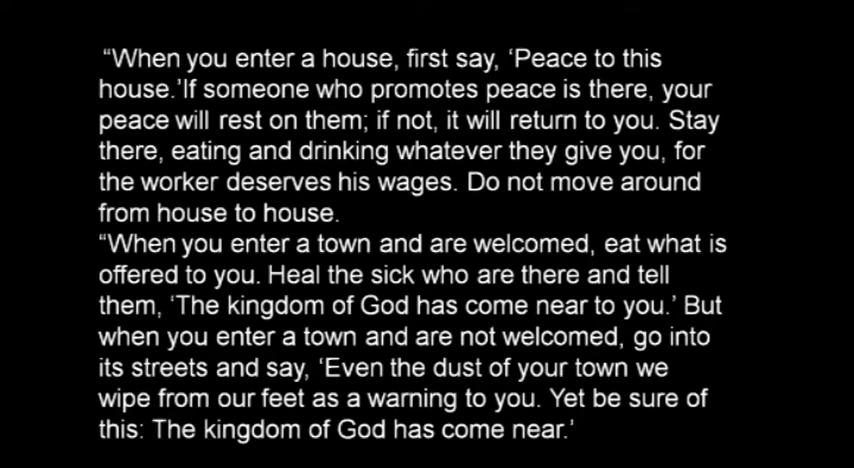 “When you enter a house, first say, ‘Peace to this
house.’If someone who promotes peace is there, your
peace will rest on them; if not, it will return to you. Stay
there, eating and drinking whatever they give you, for
the worker deserves his wages. Do not move around
from house to house.
“When you enter a town and are welcomed, eat what is
offered to you. Heal the sick who are there and tell
them, ‘The kingdom of God has come near to you.’ But
when you enter a town and are not welcomed, go into
its streets and say, ‘Even the dust of your town we
wipe from our feet as a warning to you. Yet be sure of
this: The kingdom of God has come near.’